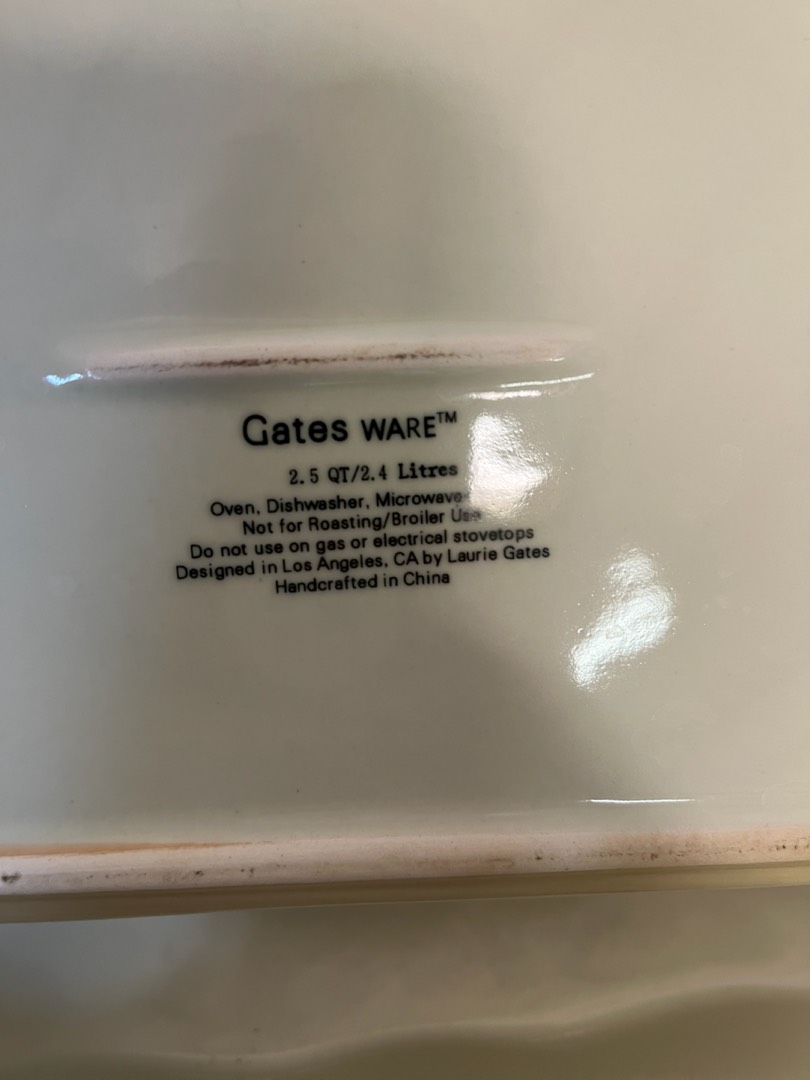 Gates WARE™
2.5 QT/2.4 Litres
Oven, Dishwasher, Microwave
Not for Roasting/Broiler Use
Do not use on gas or electrical stovetops
Designed in Los Angeles, CA by Laurie Gates
Handcrafted in China